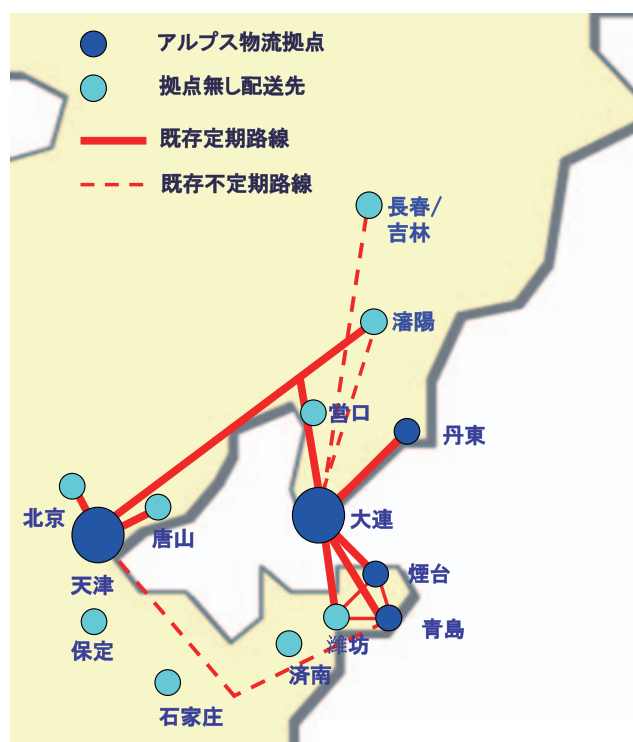 アルプス物流拠点
拠点無し配送先
既存定期路線
既存不定期路線
長春/
吉林
瀋陽
営口
丹東
北京
唐山
大連
天津
煙台
保定
青島
潍坊
済南
石家庄